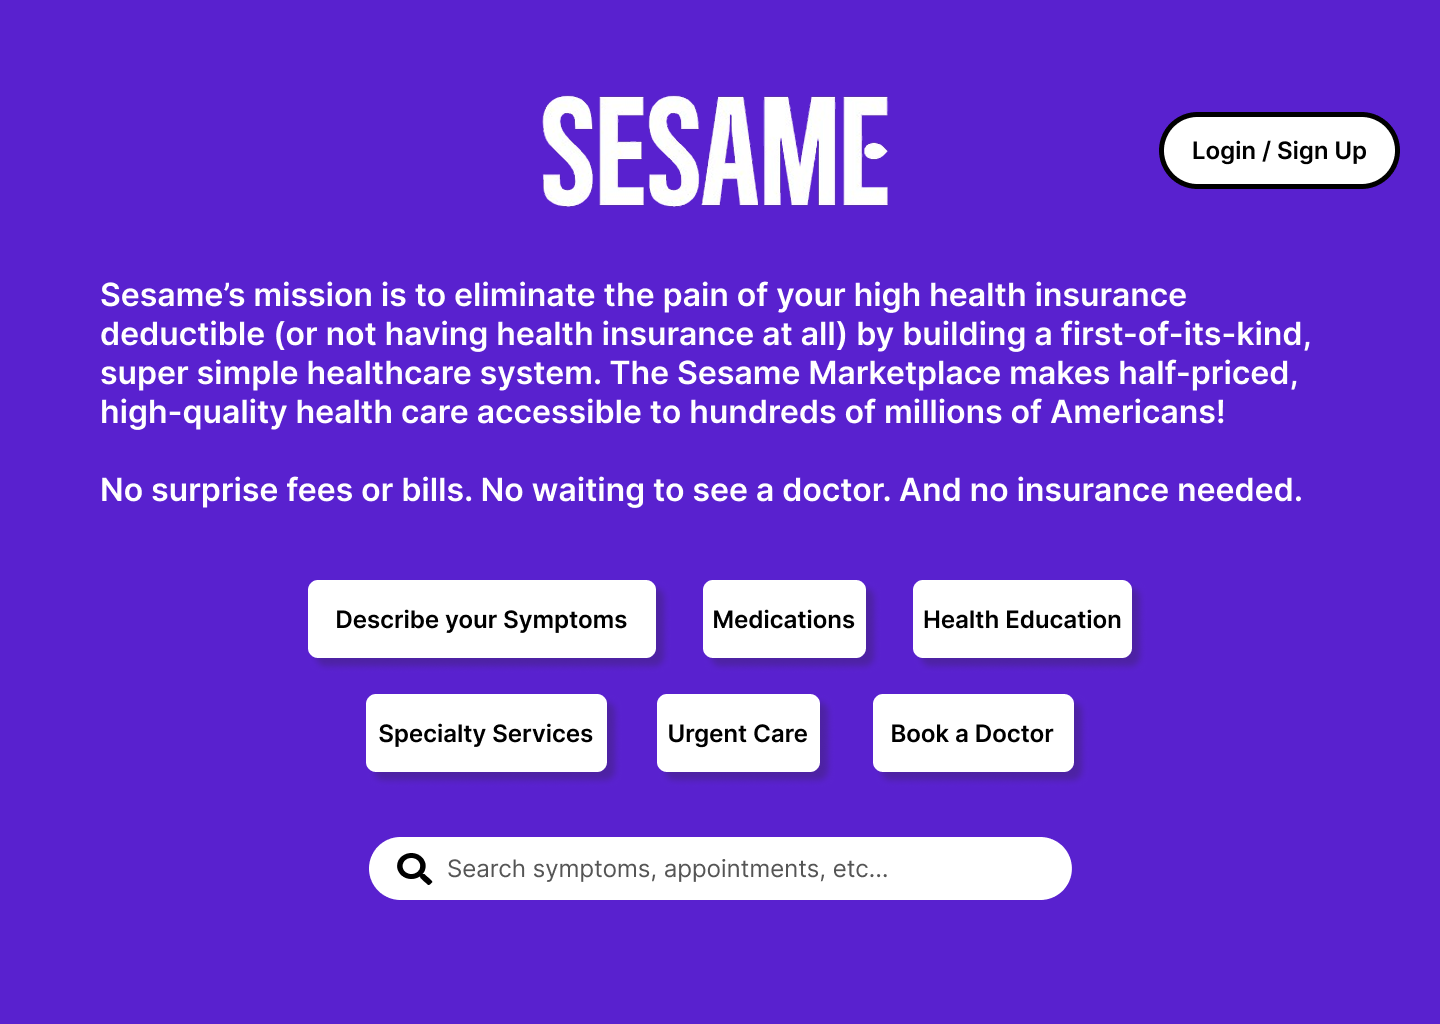 SESAME
Login / Sign Up
Sesame’s mission is to eliminate the pain of your high health insurance
deductible (or not having health insurance at all) by building a first-of-its-kind,
super simple healthcare system. The Sesame Marketplace makes half-priced,
high-quality health care accessible to hundreds of millions of Americans!
No surprise fees or bills. No waiting to see a doctor. And no insurance needed.
Describe your Symptoms
Medications
Health Education
Specialty Services
Urgent Care
Book a Doctor
Search symptoms, appointments, etc...